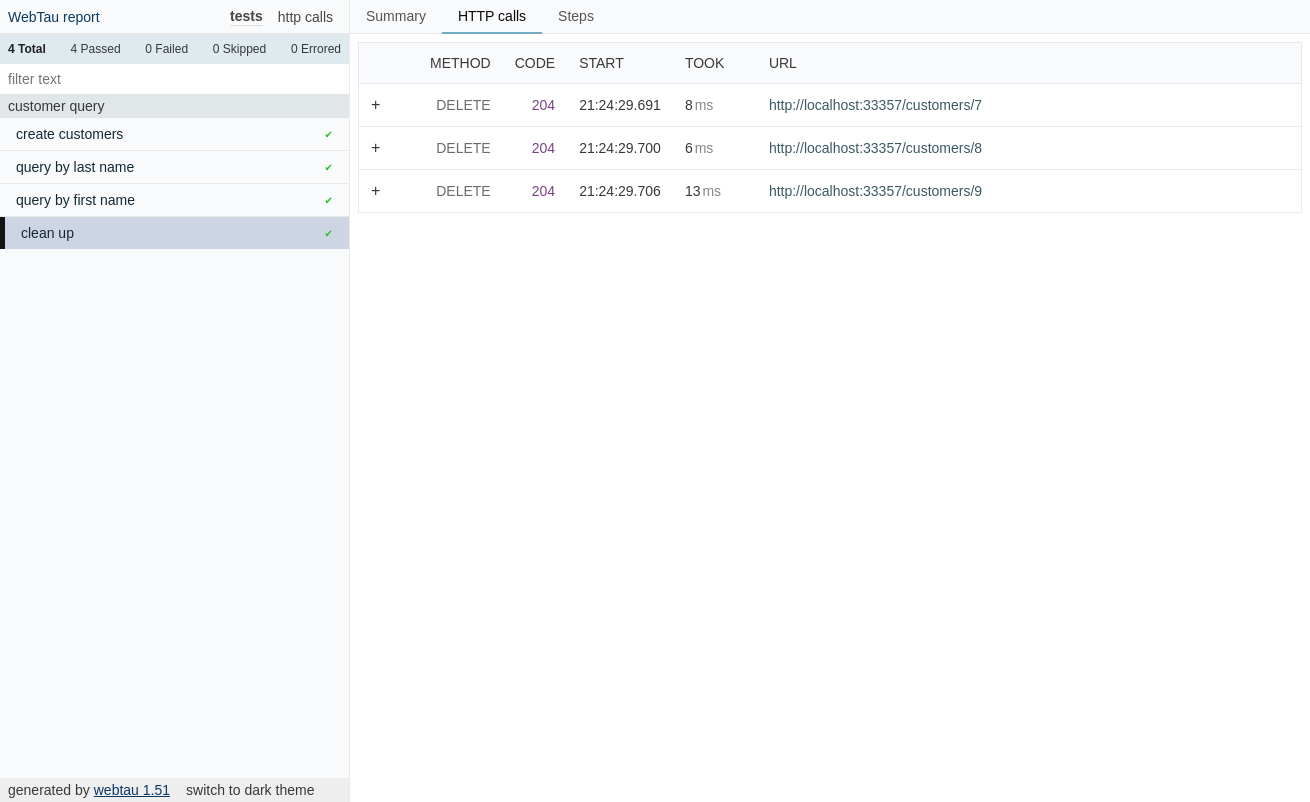 WebTau report tests http calls
4 Total 4 Passed 0 Failed 0 Skipped 0 Errored
filter text
customer query
create customers ✔
query by last name ✔
query by first name ✔
clean up ✔
generated by webtau 1.51 switch to dark theme
Summary HTTP calls Steps
METHOD CODE START TOOK URL
+ DELETE 204 21:24:29.691 8 ms http://localhost:33357/customers/7
+ DELETE 204 21:24:29.700 6 ms http://localhost:33357/customers/8
+ DELETE 204 21:24:29.706 13 ms http://localhost:33357/customers/9